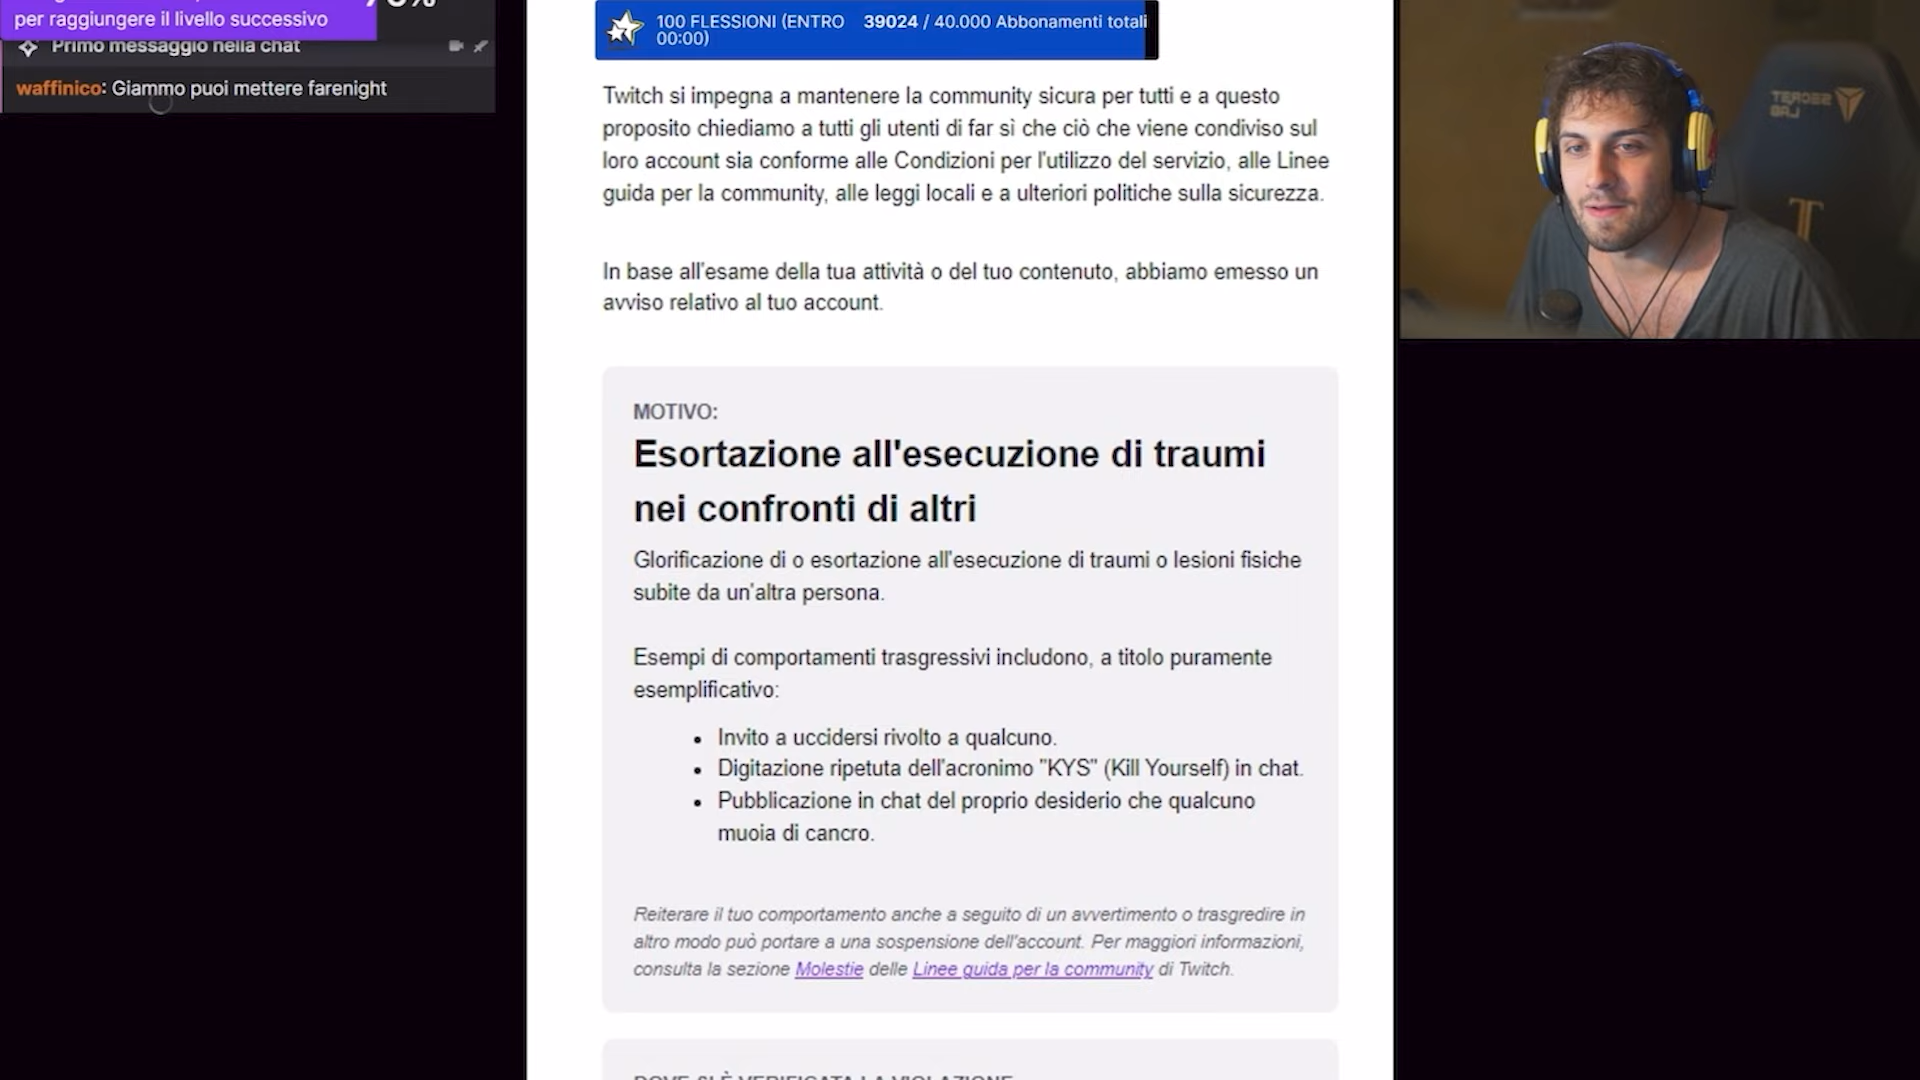 per raggiungere il livello successivo
Primo messaggio nella chat
waffinico: Giammo puoi mettere farenight
100 FLESSIONI (ENTRO 39024 / 40.000 Abbonamenti totali
00:00)
Twitch si impegna a mantenere la community sicura per tutti e a questo
proposito chiediamo a tutti gli utenti di far sì che ciò che viene condiviso sul
loro account sia conforme alle Condizioni per l'utilizzo del servizio, alle Linee
guida per la community, alle leggi locali e a ulteriori politiche sulla sicurezza.
In base all'esame della tua attività o del tuo contenuto, abbiamo emesso un
avviso relativo al tuo account.
MOTIVO:
Esortazione all'esecuzione di traumi
nei confronti di altri
Glorificazione di o esortazione all'esecuzione di traumi o lesioni fisiche
subite da un'altra persona.
Esempi di comportamenti trasgressivi includono, a titolo puramente
esemplificativo:
• Invito a uccidersi rivolto a qualcuno.
• Digitazione ripetuta dell'acronimo "KYS" (Kill Yourself) in chat.
• Pubblicazione in chat del proprio desiderio che qualcuno
muoia di cancro.
Reiterare il tuo comportamento anche a seguito di un avvertimento o trasgredire in
altro modo può portare a una sospensione dell'account. Per maggiori informazioni,
consulta la sezione Molestie delle Linee guida per la community di Twitch.
DOVE SI È VERIFICATA LA VIOLAZIONE
SECRET
LAB